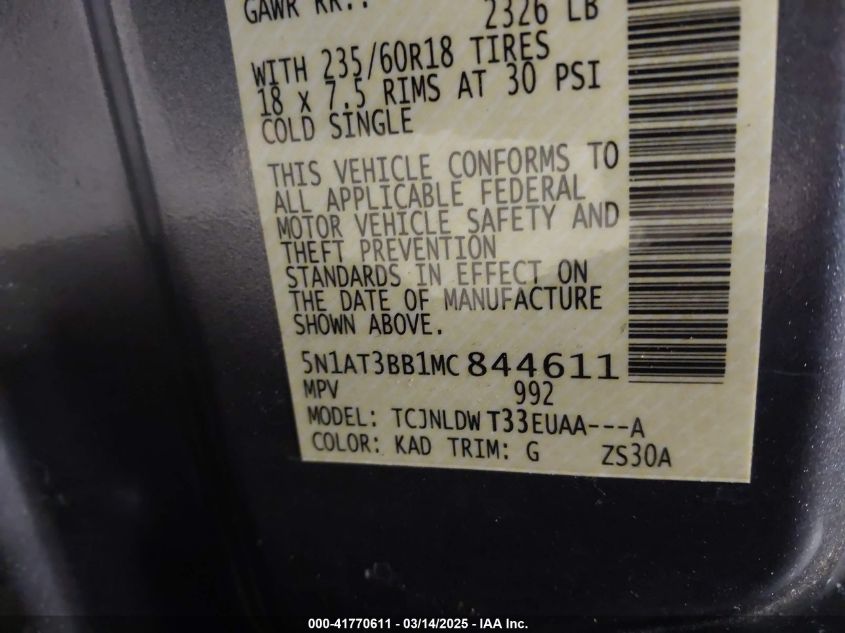 GAWR RR.: 2326 LB
WITH 235/60R18 TIRES
18 X 7.5 RIMS AT 30 PSI
COLD SINGLE
THIS VEHICLE CONFORMS TO
ALL APPLICABLE FEDERAL
MOTOR VEHICLE SAFETY AND
THEFT PREVENTION
STANDARDS IN EFFECT ON
THE DATE OF MANUFACTURE
SHOWN ABOVE.
5N1AT3BB1MC 844611
MPV 992
MODEL: TCJNLDW T33EUAA---A
COLOR: KAD TRIM: G ZS30A
000-41770611 — 03/14/2025 — IAA Inc.